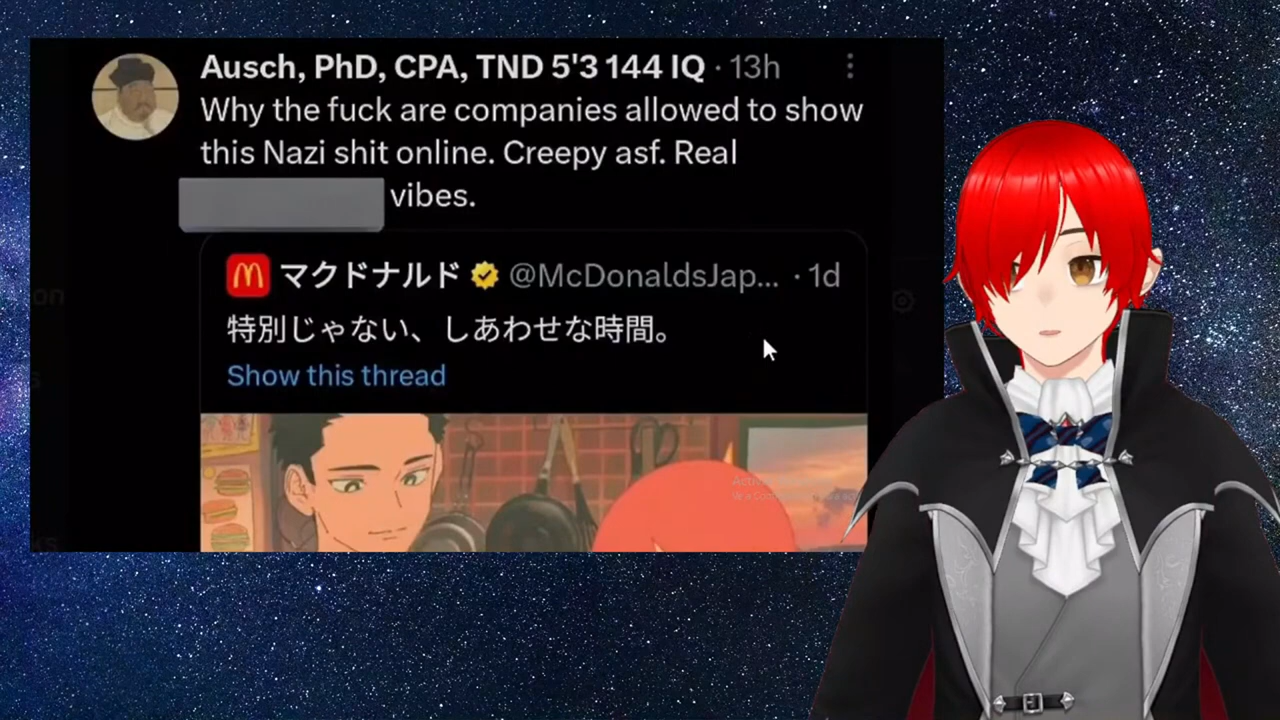 Ausch, PhD, CPA, TND 5'3 144 IQ · 13h
Why the fuck are companies allowed to show
this Nazi shit online. Creepy asf. Real
vibes.
マクドナルド @McDonaldsJap... · 1d
特別じゃない、しあわせな時間。
Show this thread